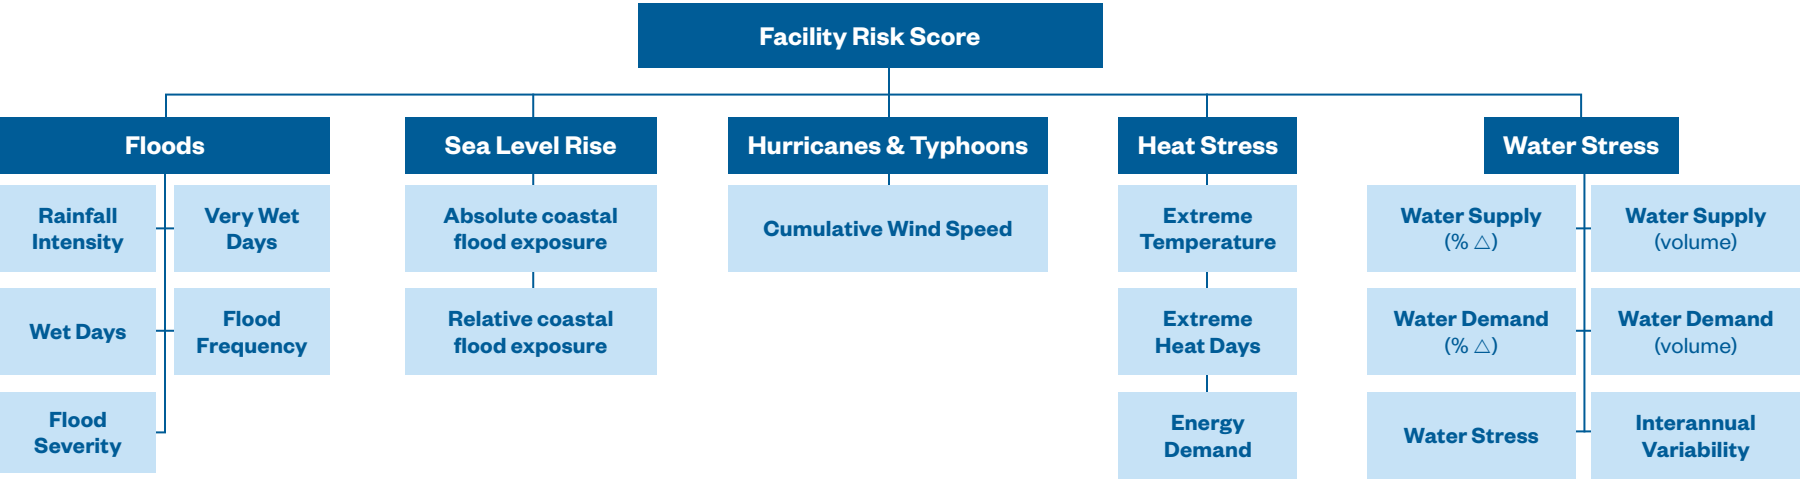 Facility Risk Score
Floods
Rainfall
Intensity
Very Wet
Days
Wet Days
Flood
Frequency
Flood
Severity
Sea Level Rise
Absolute coastal
flood exposure
Relative coastal
flood exposure
Hurricanes & Typhoons
Cumulative Wind Speed
Heat Stress
Extreme
Temperature
Extreme
Heat Days
Energy
Demand
Water Stress
Water Supply
(% △)
Water Supply
(volume)
Water Demand
(% △)
Water Demand
(volume)
Water Stress
Interannual
Variability